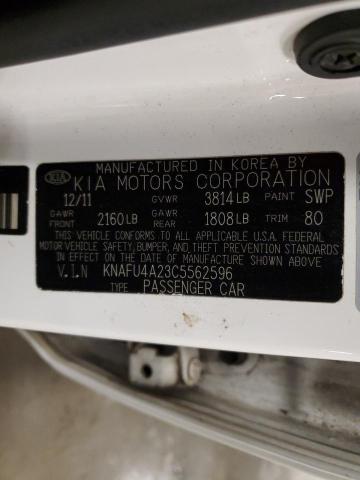 MANUFACTURED IN KOREA BY
KIA KIA MOTORS CORPORATION
12/11 GVWR 3814 LB PAINT SWP
GAWR FRONT 2160 LB GAWR REAR 1808 LB TRIM 80
THIS VEHICLE CONFORMS TO ALL APPLICABLE U.S.A FEDERAL
MOTOR VEHICLE SAFETY, BUMPER, AND THEFT PREVENTION STANDARDS
IN EFFECT ON THE DATE OF MANUFACTURE SHOWN ABOVE.
V.I.N KNAFU4A23C5562596
TYPE PASSENGER CAR